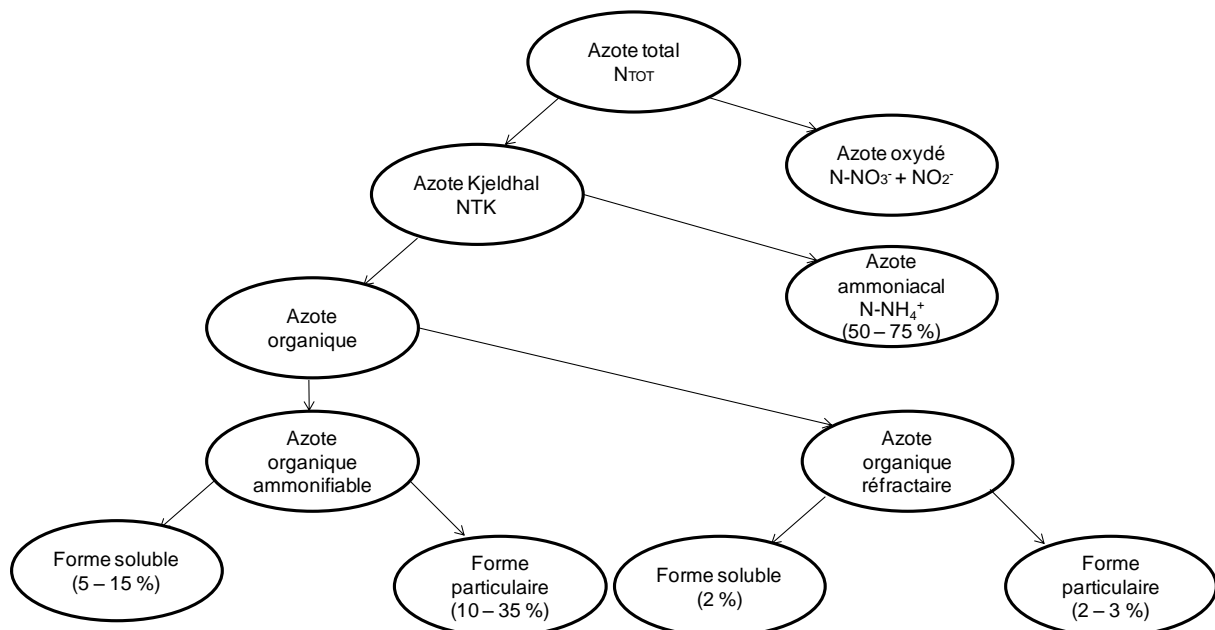 Azote total
NTOT
Azote oxydé
N-NO₃⁻ + NO₂⁻
Azote Kjeldhal
NTK
Azote
ammoniacal
N-NH₄⁺
(50 – 75 %)
Azote
organique
Azote
organique
ammonifiable
Azote
organique
réfractaire
Forme soluble
(5 – 15 %)
Forme
particulaire
(10 – 35 %)
Forme soluble
(2 %)
Forme
particulaire
(2 – 3 %)